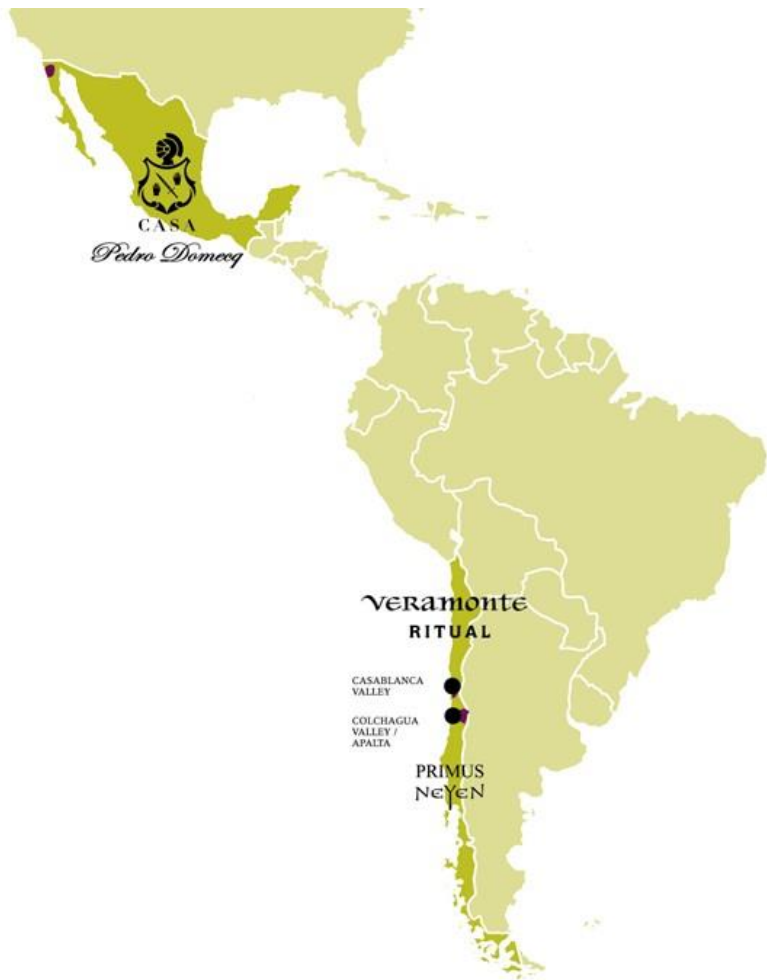 CASA
Pedro Domecq
VERAMONTE
RITUAL
CASABLANCA
VALLEY
COLCHAGUA
VALLEY /
APALTA
PRIMUS
NEYEN